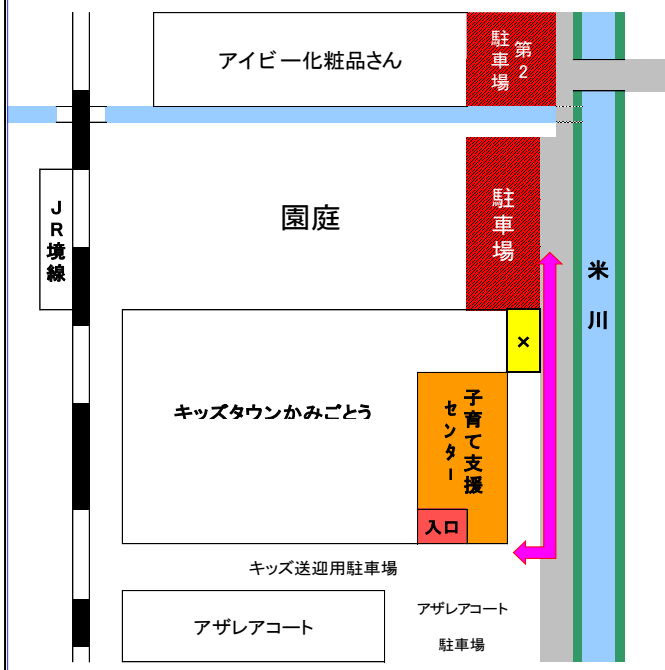 アイビー化粧品さん
第2
駐車場
園庭
駐車場
JR境線
米川
×
キッズタウンかみごとう
子育て支援
センター
入口
キッズ送迎用駐車場
アザレアコート
アザレアコート
駐車場